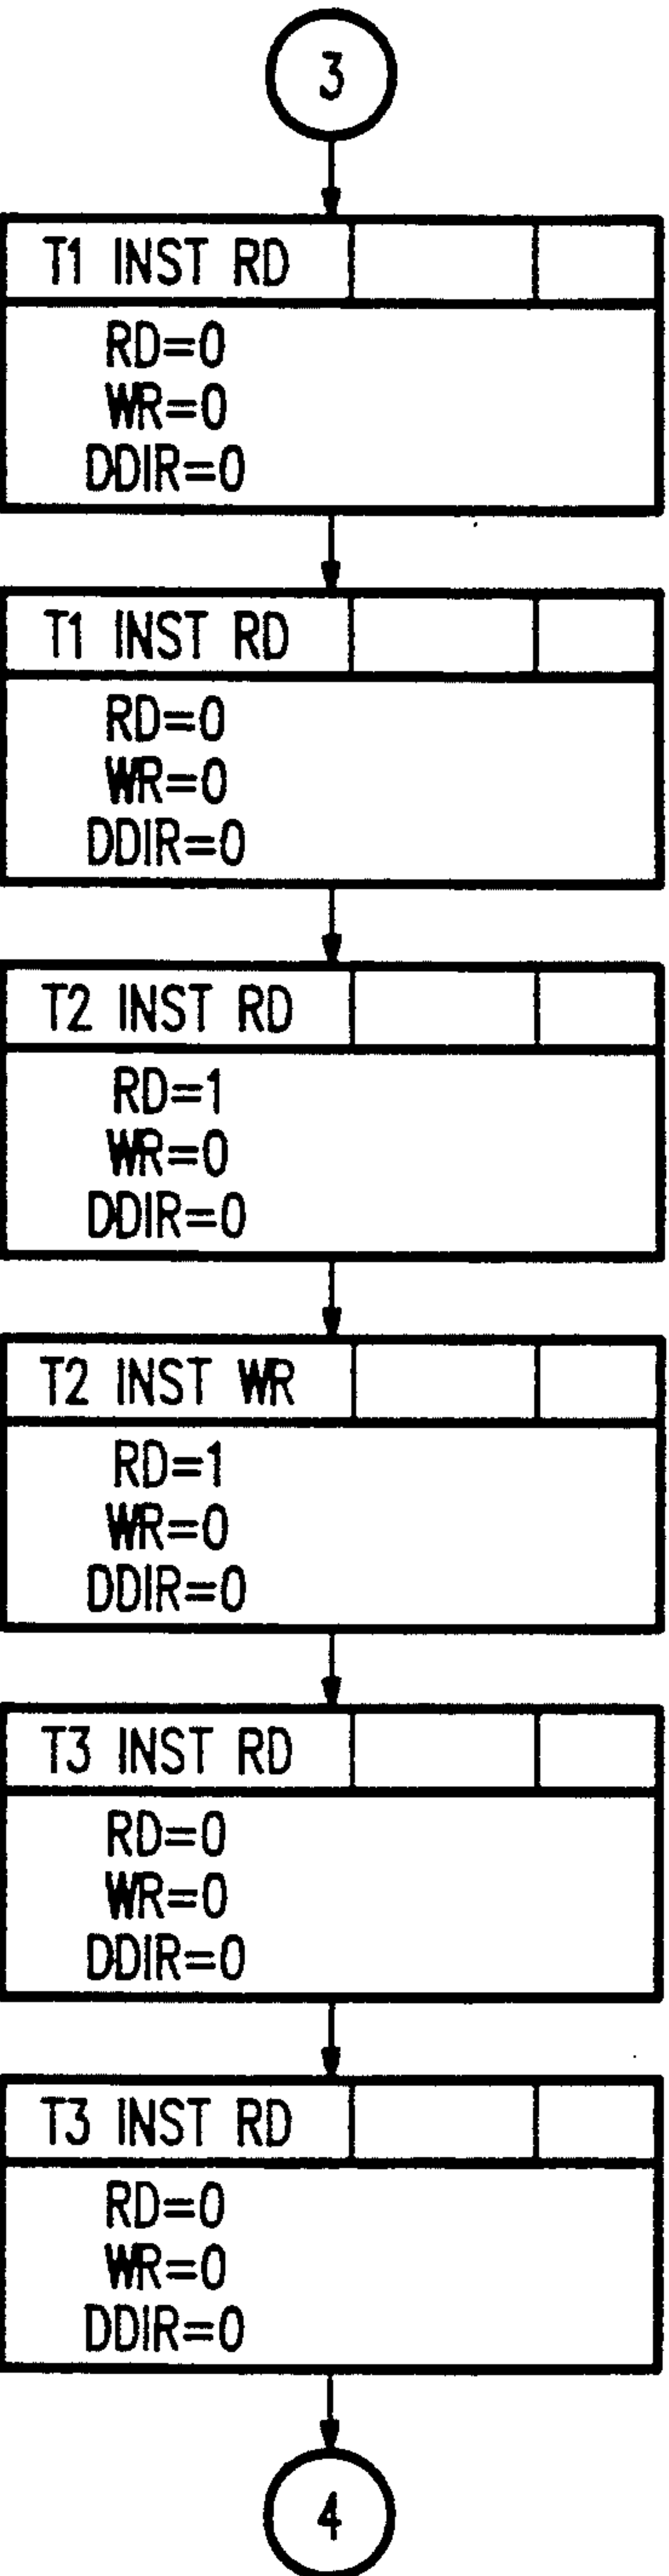 3
T1 INST RD
RD=0
WR=0
DDIR=0
T1 INST RD
RD=0
WR=0
DDIR=0
T2 INST RD
RD=1
WR=0
DDIR=0
T2 INST WR
RD=1
WR=0
DDIR=0
T3 INST RD
RD=0
WR=0
DDIR=0
T3 INST RD
RD=0
WR=0
DDIR=0
4